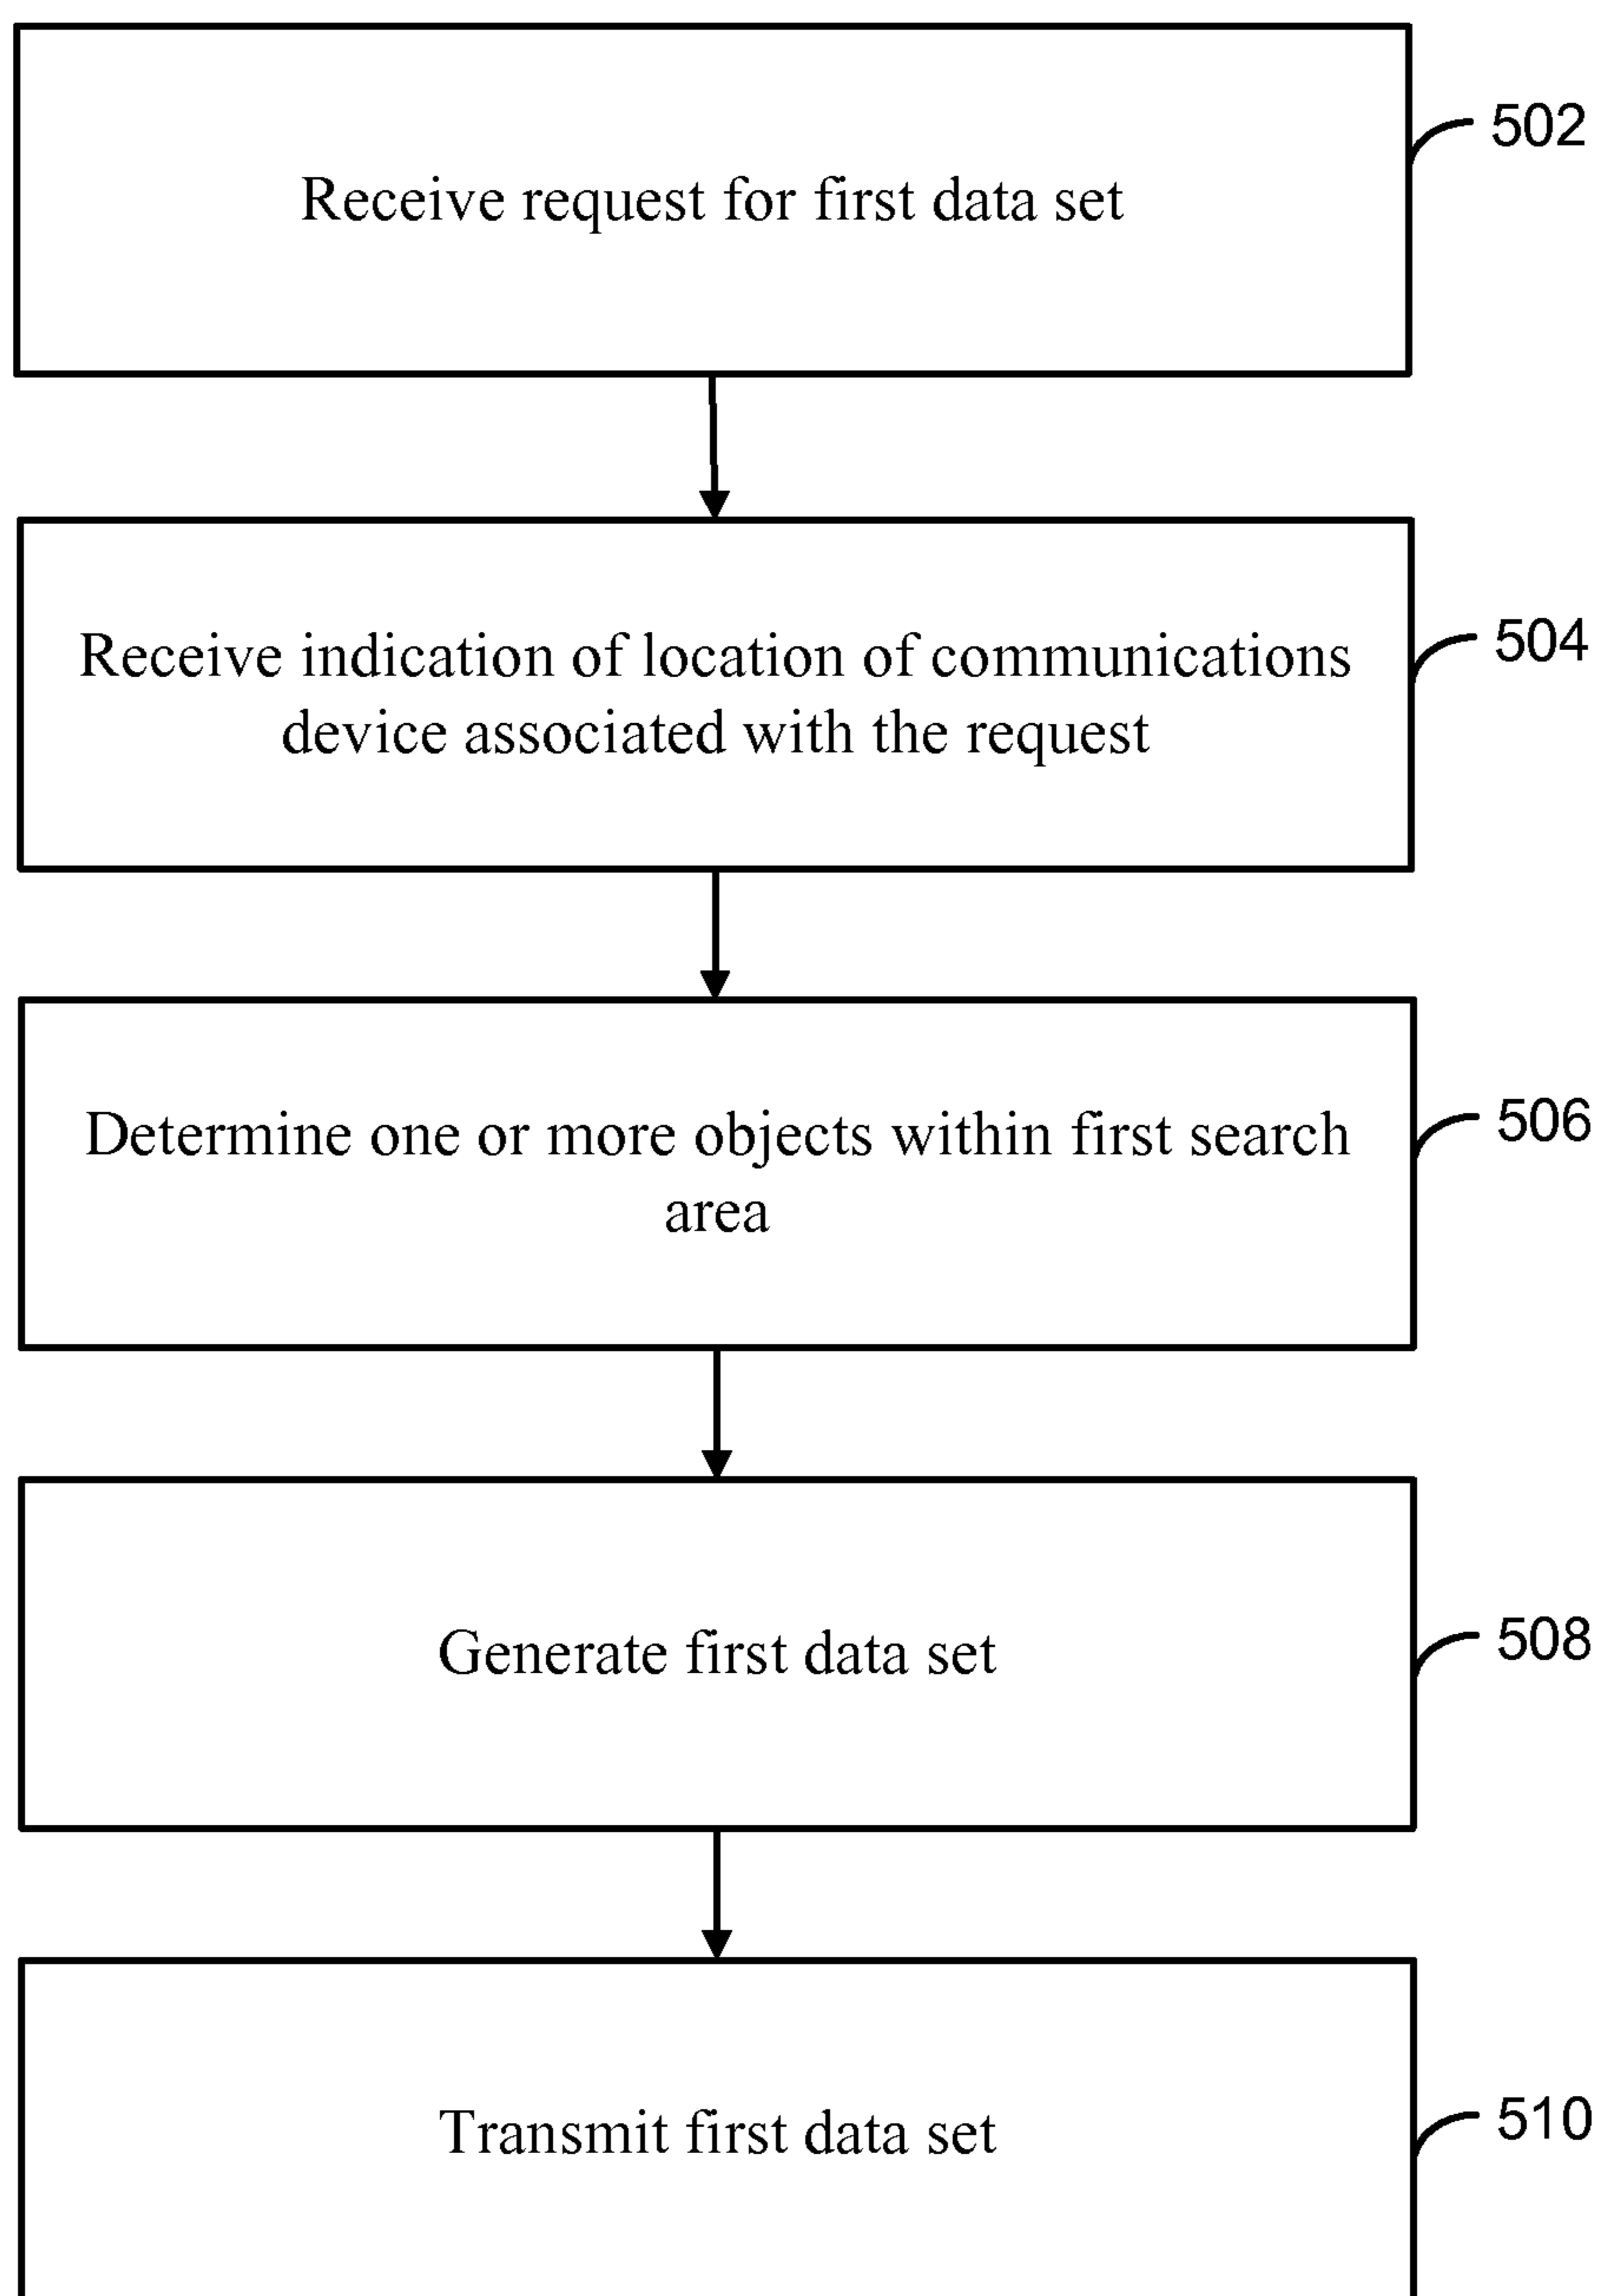 Receive request for first data set
502
Receive indication of location of communications
device associated with the request
504
Determine one or more objects within first search
area
506
Generate first data set
508
Transmit first data set
510